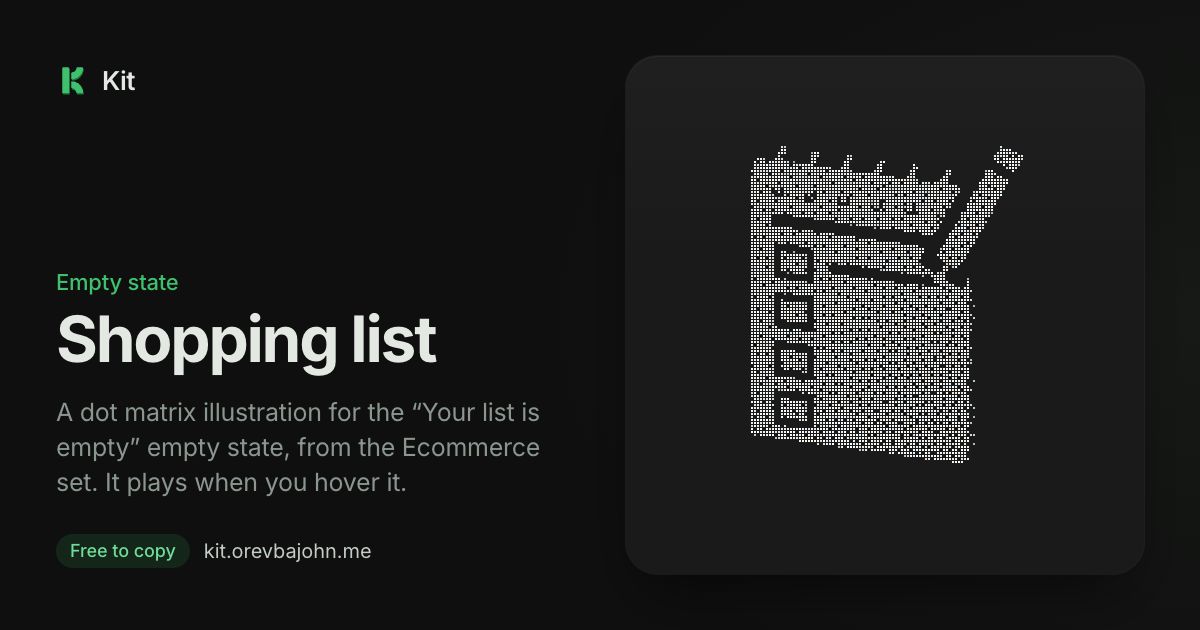 Kit
Empty state
Shopping list
A dot matrix illustration for the “Your list is
empty” empty state, from the Ecommerce
set. It plays when you hover it.
Free to copy
kit.orevbajohn.me